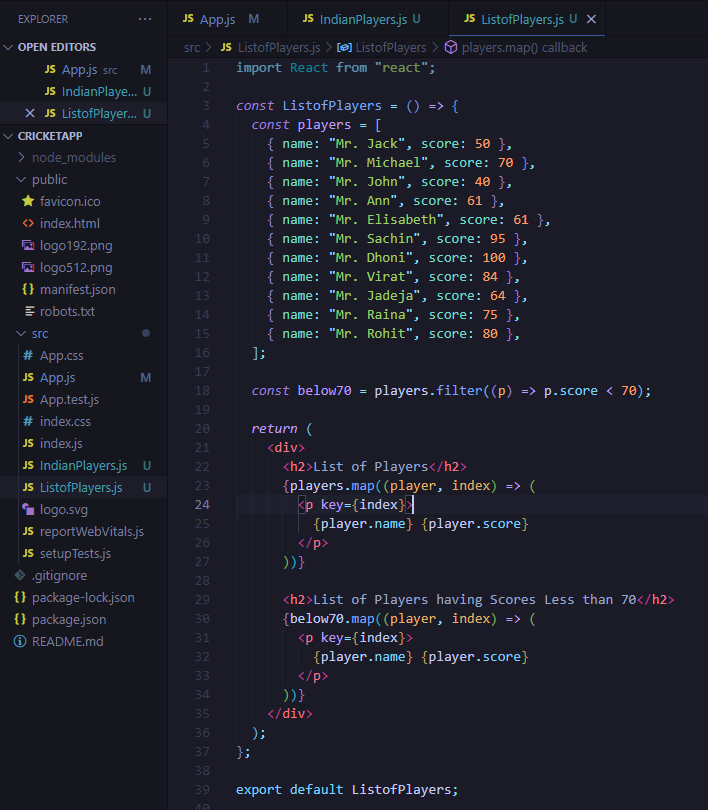 EXPLORER ...
OPEN EDITORS
JS App.js src M
JS IndianPlaye... U
JS ListofPlayer... U
CRICKETAPP
node_modules
public
favicon.ico
index.html
logo192.png
logo512.png
{} manifest.json
robots.txt
src
# App.css
JS App.js M
JS App.test.js
# index.css
JS index.js
JS IndianPlayers.js U
JS ListofPlayers.js U
logo.svg
JS reportWebVitals.js
JS setupTests.js
.gitignore
{} package-lock.json
{} package.json
README.md
JS App.js M JS IndianPlayers.js U JS ListofPlayers.js U
src > JS ListofPlayers.js > ListofPlayers > players.map() callback
1 import React from "react";
2
3 const ListofPlayers = () => {
4   const players = [
5     { name: "Mr. Jack", score: 50 },
6     { name: "Mr. Michael", score: 70 },
7     { name: "Mr. John", score: 40 },
8     { name: "Mr. Ann", score: 61 },
9     { name: "Mr. Elisabeth", score: 61 },
10     { name: "Mr. Sachin", score: 95 },
11     { name: "Mr. Dhoni", score: 100 },
12     { name: "Mr. Virat", score: 84 },
13     { name: "Mr. Jadeja", score: 64 },
14     { name: "Mr. Raina", score: 75 },
15     { name: "Mr. Rohit", score: 80 },
16   ];
17
18   const below70 = players.filter((p) => p.score < 70);
19
20   return (
21     <div>
22       <h2>List of Players</h2>
23       {players.map((player, index) => (
24         <p key={index}>
25           {player.name} {player.score}
26         </p>
27       ))}
28
29       <h2>List of Players having Scores Less than 70</h2>
30       {below70.map((player, index) => (
31         <p key={index}>
32           {player.name} {player.score}
33         </p>
34       ))}
35     </div>
36   );
37 };
38
39 export default ListofPlayers;
40